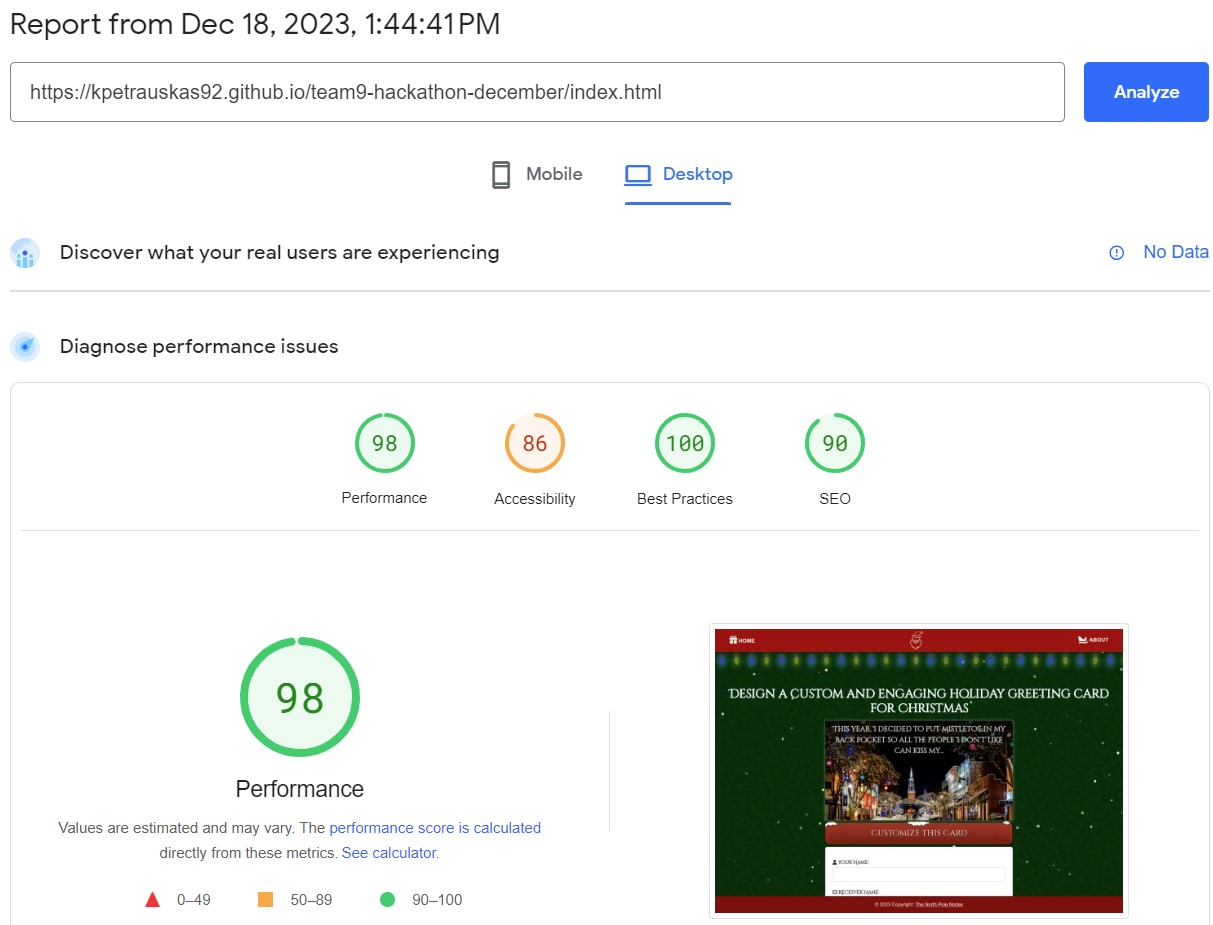 Report from Dec 18, 2023, 1:44:41 PM
https://kpetrauskas92.github.io/team9-hackathon-december/index.html
Analyze
Mobile
Desktop
Discover what your real users are experiencing
No Data
Diagnose performance issues
98
86
100
90
Performance
Accessibility
Best Practices
SEO
98
Performance
Values are estimated and may vary. The performance score is calculated
directly from these metrics. See calculator.
0–49
50–89
90–100
HOME
ABOUT
DESIGN A CUSTOM AND ENGAGING HOLIDAY GREETING CARD
FOR CHRISTMAS
THIS YEAR I DECIDED TO PUT MISTLETOE IN MY
BACK POCKET SO ALL THE PEOPLE I DON'T LIKE
CAN KISS MY...
CUSTOMIZE THIS CARD
YOUR NAME:
RECEIVER NAME:
© 2023 Copyright: The North Pole Nodes